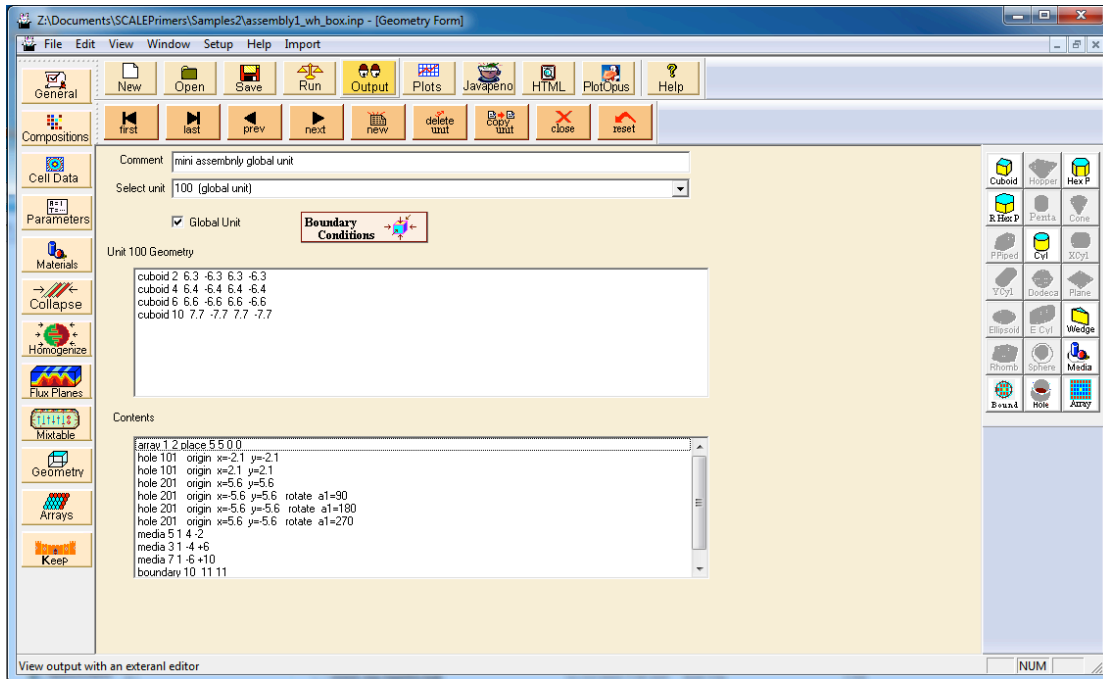 Z:\Documents\SCALEPrimers\Samples2\assembly1_wh_box.inp - [Geometry Form]
File Edit View Window Setup Help Import
General
New Open Save Run Output Plots Javapeno HTML PlotOpus Help
Compositions
first last prev next new delete unit copy unit close reset
Cell Data
Parameters
Materials
Collapse
Homogenize
Flux Planes
Mixtable
Geometry
Arrays
Keep
Comment mini assembnly global unit
Select unit 100 (global unit)
Global Unit
Boundary
Conditions
Unit 100 Geometry
cuboid 2 6.3 -6.3 6.3 -6.3
cuboid 4 6.4 -6.4 6.4 -6.4
cuboid 6 6.6 -6.6 6.6 -6.6
cuboid 10 7.7 -7.7 7.7 -7.7
Contents
array 1 2 place 5 5 0 0
hole 101 origin x=-2.1 y=-2.1
hole 101 origin x=2.1 y=2.1
hole 201 origin x=5.6 y=5.6
hole 201 origin x=-5.6 y=5.6 rotate a1=90
hole 201 origin x=-5.6 y=-5.6 rotate a1=180
hole 201 origin x=5.6 y=-5.6 rotate a1=270
media 5 1 4 -2
media 3 1 -4 +6
media 7 1 -6 +10
boundary 10 11 11
Cuboid Hopper Hex P
R Hex P Penta Cone
PPiped Cyl XCyl
YCyl Dodeca Plane
Ellipsoid E Cyl Wedge
Rhomb Sphere Media
Bound Hole Array
View output with an exteranl editor
NUM